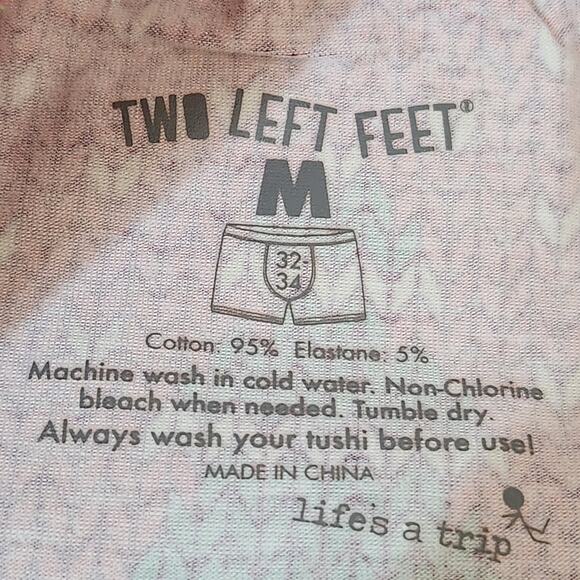 TWO LEFT FEET®
M
32-
34
Cotton: 95% Elastane: 5%
Machine wash in cold water. Non-Chlorine
bleach when needed. Tumble dry.
Always wash your tushi before use!
MADE IN CHINA
life's a trip